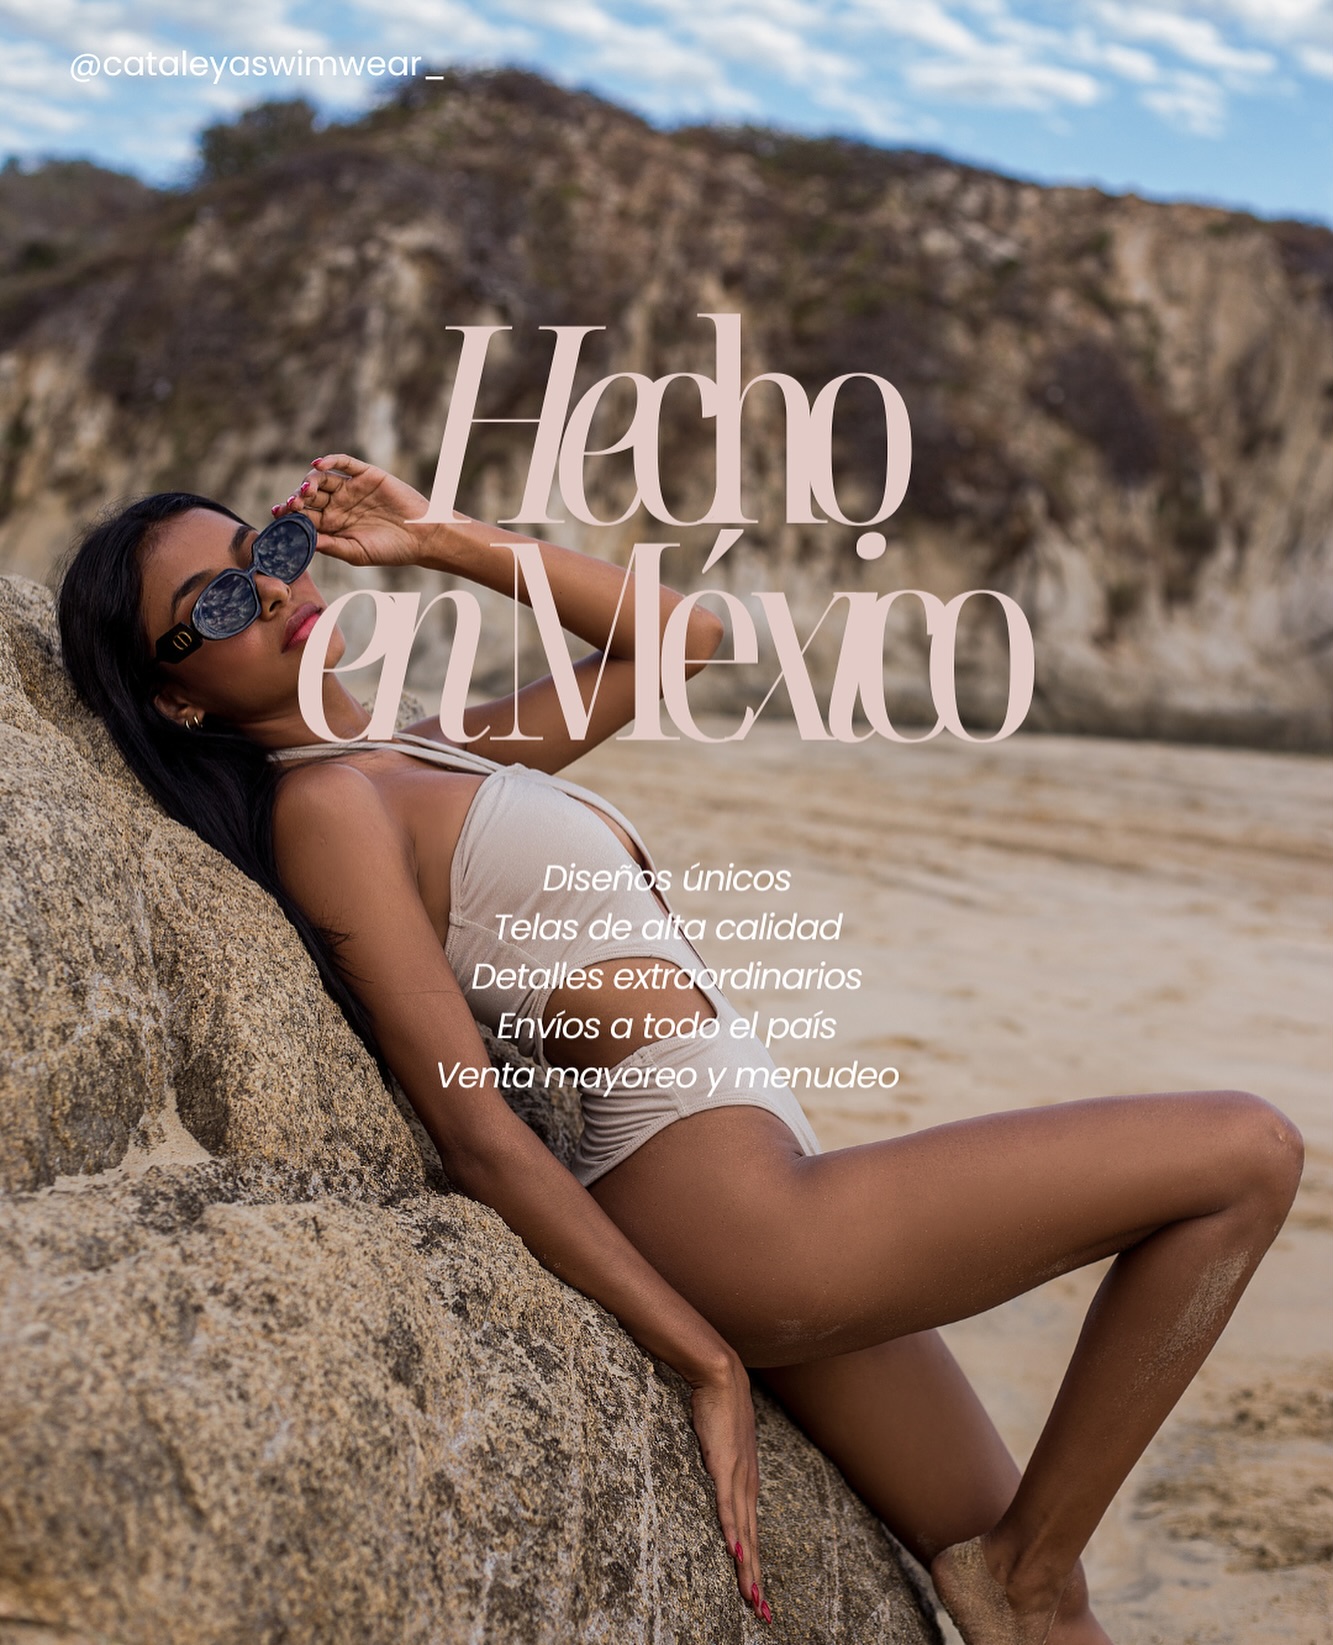 @cataleyaswimwear_
Hecho
en México
Diseños únicos
Telas de alta calidad
Detalles extraordinarios
Envíos a todo el país
Venta mayoreo y menudeo